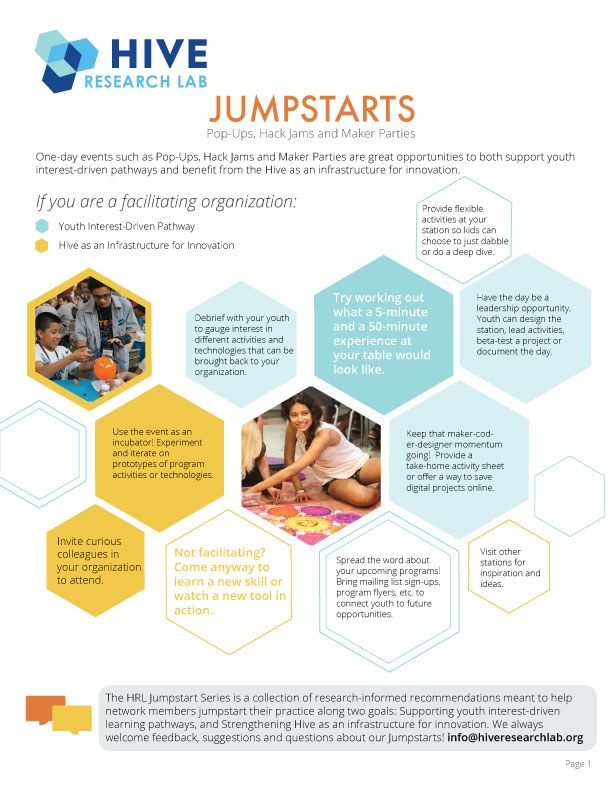 HIVE
RESEARCH LAB
JUMPSTARTS
Pop-Ups, Hack Jams and Maker Parties
One-day events such as Pop-Ups, Hack Jams and Maker Parties are great opportunities to both support youth
interest-driven pathways and benefit from the Hive as an infrastructure for innovation.
If you are a facilitating organization:
Youth Interest-Driven Pathway
Hive as an Infrastructure for Innovation
Provide flexible
activities at your
station so kids can
choose to just dabble
or do a deep dive.
Debrief with your youth
to gauge interest in
different activities and
technologies that can be
brought back to your
organization.
Try working out
what a 5-minute
and a 50-minute
experience at
your table would
look like.
Have the day be a
leadership opportunity.
Youth can design the
station, lead activities,
beta-test a project or
document the day.
Use the event as an
incubator! Experiment
and iterate on
prototypes of program
activities or technologies.
Keep that maker-cod-
er-designer momentum
going!  Provide a
take-home activity sheet
or offer a way to save
digital projects online.
Invite curious
colleagues in
your organization
to attend.
Not facilitating?
Come anyway to
learn a new skill or
watch a new tool in
action.
Spread the word about
your upcoming programs!
Bring mailing list sign-ups,
program flyers, etc. to
connect youth to future
opportunities.
Visit other
stations for
inspiration and
ideas.
The HRL Jumpstart Series is a collection of research-informed recommendations meant to help
network members jumpstart their practice along two goals: Supporting youth interest-driven
learning pathways, and Strengthening Hive as an infrastructure for innovation. We always
welcome feedback, suggestions and questions about our Jumpstarts! info@hiveresearchlab.org
Page 1